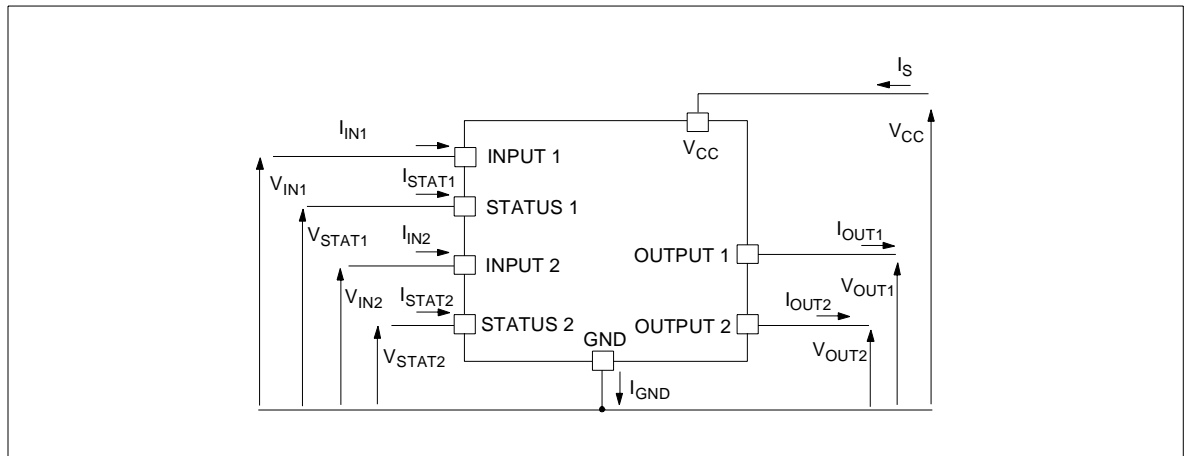 I_S
V_CC
V_CC
I_IN1
INPUT 1
V_IN1
I_STAT1
STATUS 1
V_STAT1
I_IN2
INPUT 2
V_IN2
I_STAT2
STATUS 2
V_STAT2
OUTPUT 1
I_OUT1
V_OUT1
OUTPUT 2
I_OUT2
V_OUT2
GND
I_GND